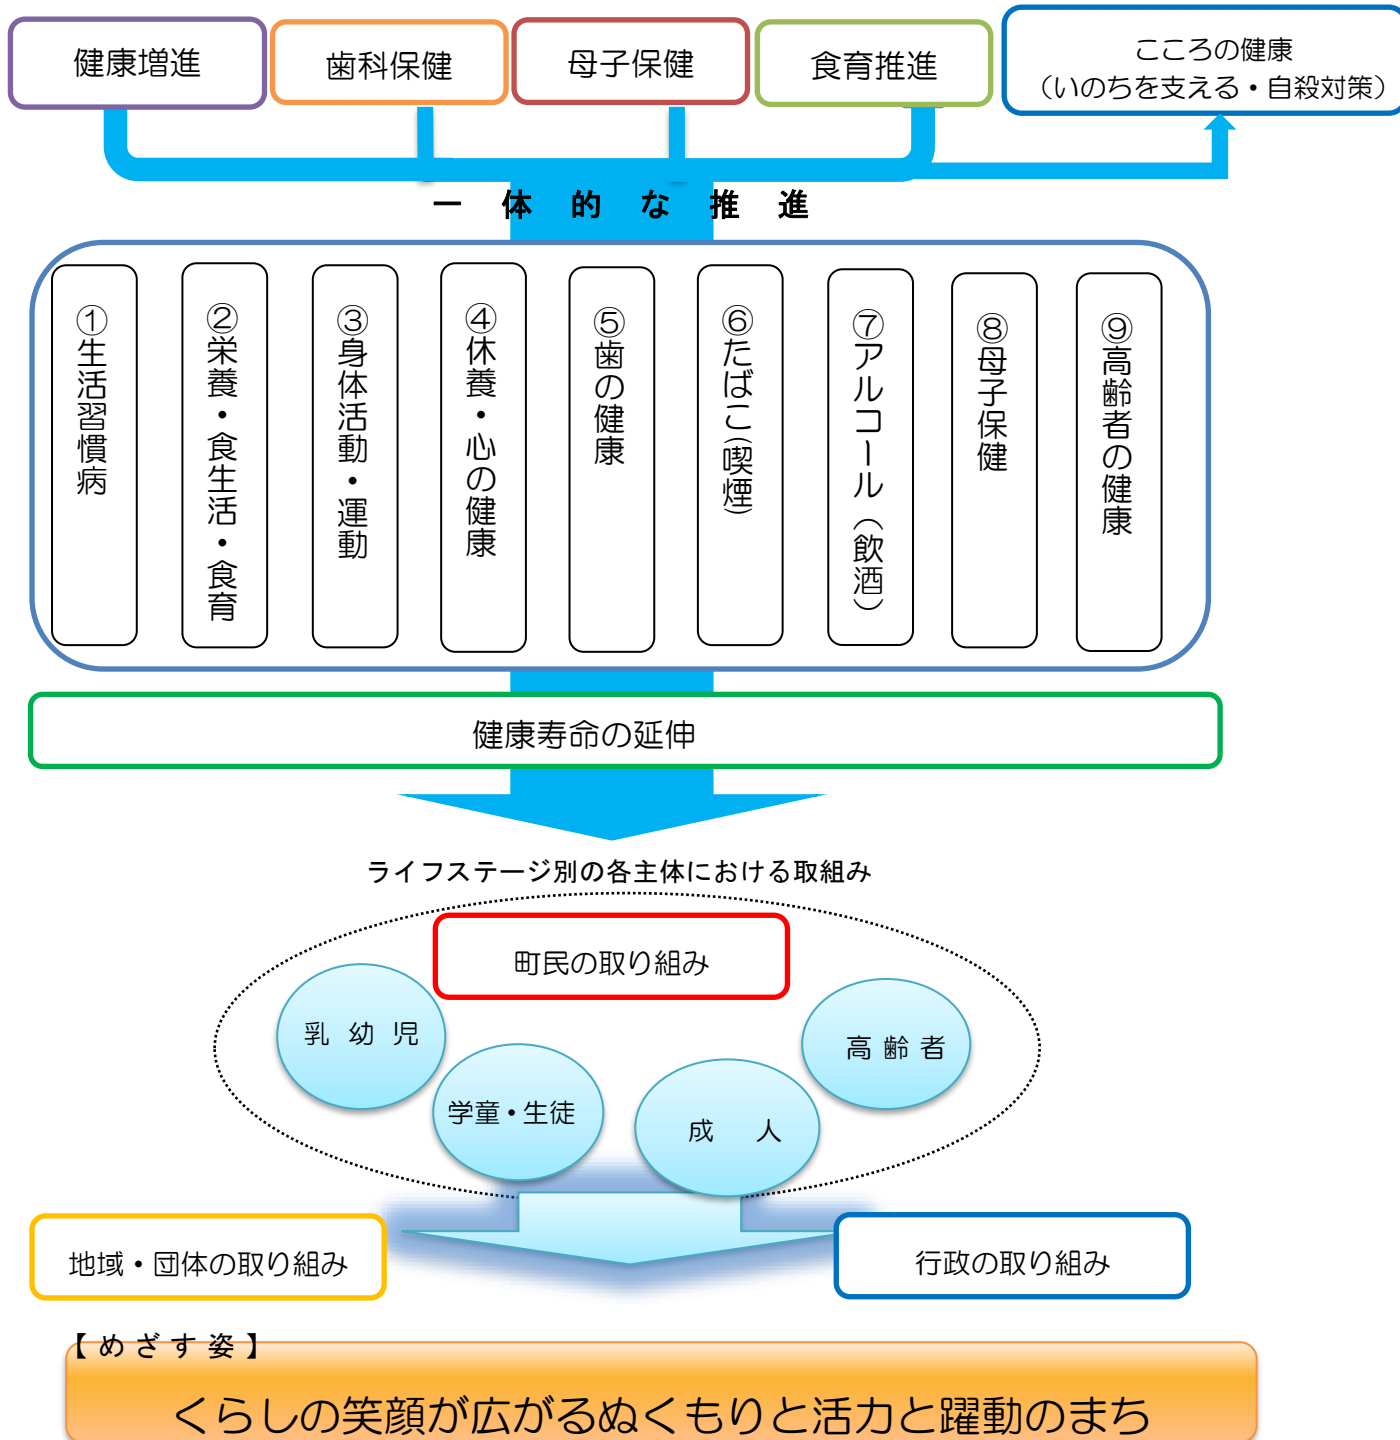 健康増進
歯科保健
母子保健
食育推進
こころの健康
（いのちを支える・自殺対策）
一体的な推進
①生活習慣病
②栄養・食生活・食育
③身体活動・運動
④休養・心の健康
⑤歯の健康
⑥たばこ（喫煙）
⑦アルコール（飲酒）
⑧母子保健
⑨高齢者の健康
健康寿命の延伸
ライフステージ別の各主体における取組み
町民の取り組み
乳幼児
学童・生徒
成人
高齢者
地域・団体の取り組み
行政の取り組み
【めざす姿】
くらしの笑顔が広がるぬくもりと活力と躍動のまち